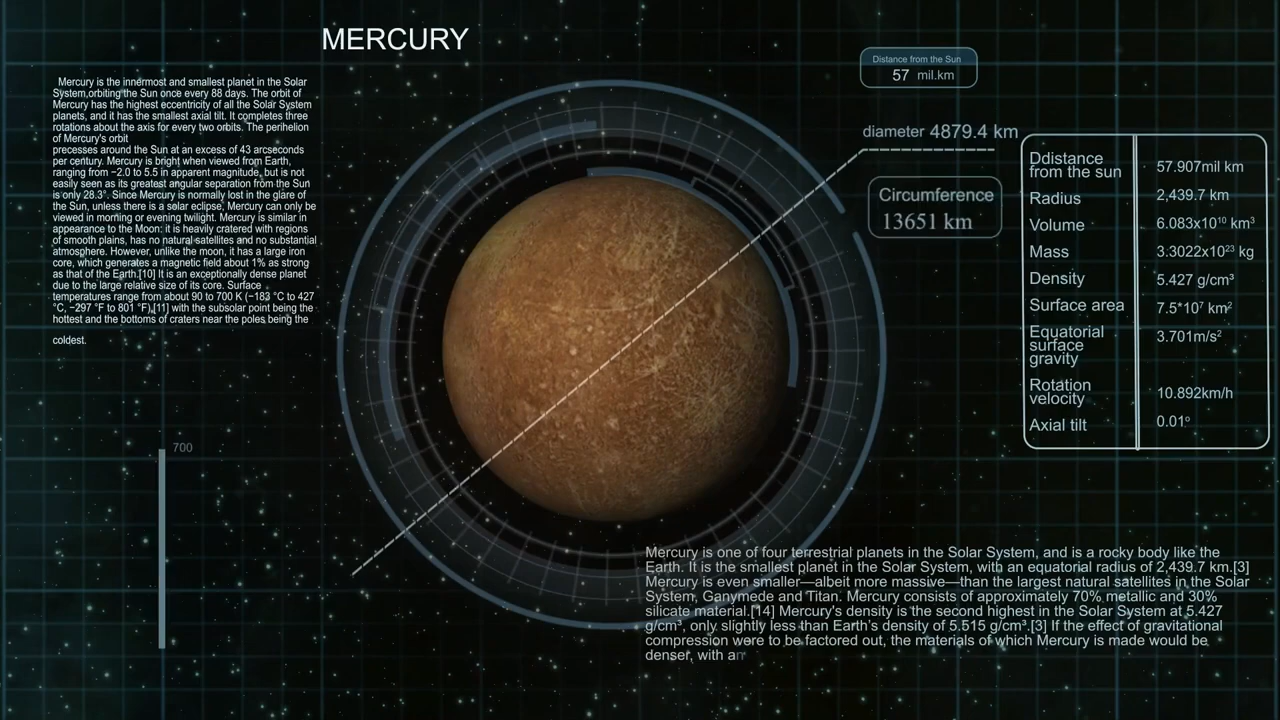 MERCURY
Mercury is the innermost and smallest planet in the Solar
System,orbiting the Sun once every 88 days. The orbit of
Mercury has the highest eccentricity of all the Solar System
planets, and it has the smallest axial tilt. It completes three
rotations about the axis for every two orbits. The perihelion
of Mercury's orbit
precesses around the Sun at an excess of 43 arcseconds
per century. Mercury is bright when viewed from Earth,
ranging from −2.0 to 5.5 in apparent magnitude, but is not
easily seen as its greatest angular separation from the Sun
is only 28.3°. Since Mercury is normally lost in the glare of
the Sun, unless there is a solar eclipse, Mercury can only be
viewed in morning or evening twilight. Mercury is similar in
appearance to the Moon: it is heavily cratered with regions
of smooth plains, has no natural satellites and no substantial
atmosphere. However, unlike the moon, it has a large iron
core, which generates a magnetic field about 1% as strong
as that of the Earth.[10] It is an exceptionally dense planet
due to the large relative size of its core. Surface
temperatures range from about 90 to 700 K (−183 °C to 427
°C, −297 °F to 801 °F),[11] with the subsolar point being the
hottest and the bottoms of craters near the poles being the
coldest.
700
Distance from the Sun
57 mil.km
diameter 4879.4 km
Circumference
13651 km
Ddistance
from the sun 57.907mil km
Radius 2,439.7 km
Volume 6.083x10¹⁰ km³
Mass 3.3022x10²³ kg
Density 5.427 g/cm³
Surface area 7.5*10⁷ km²
Equatorial
surface
gravity 3.701m/s²
Rotation
velocity 10.892km/h
Axial tilt 0.01º
Mercury is one of four terrestrial planets in the Solar System, and is a rocky body like the
Earth. It is the smallest planet in the Solar System, with an equatorial radius of 2,439.7 km.[3]
Mercury is even smaller—albeit more massive—than the largest natural satellites in the Solar
System, Ganymede and Titan. Mercury consists of approximately 70% metallic and 30%
silicate material.[14] Mercury's density is the second highest in the Solar System at 5.427
g/cm³, only slightly less than Earth's density of 5.515 g/cm³.[3] If the effect of gravitational
compression were to be factored out, the materials of which Mercury is made would be
denser, with an